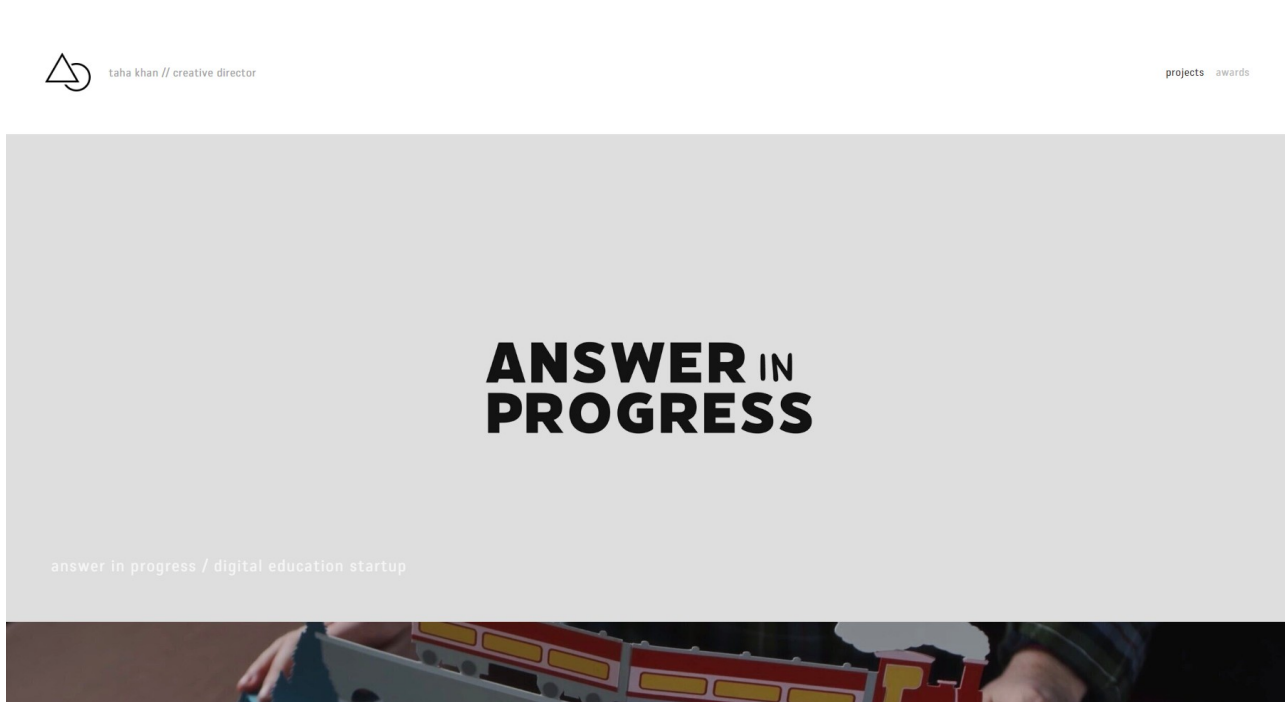 taha khan // creative director
projects awards
ANSWER IN
PROGRESS
answer in progress / digital education startup